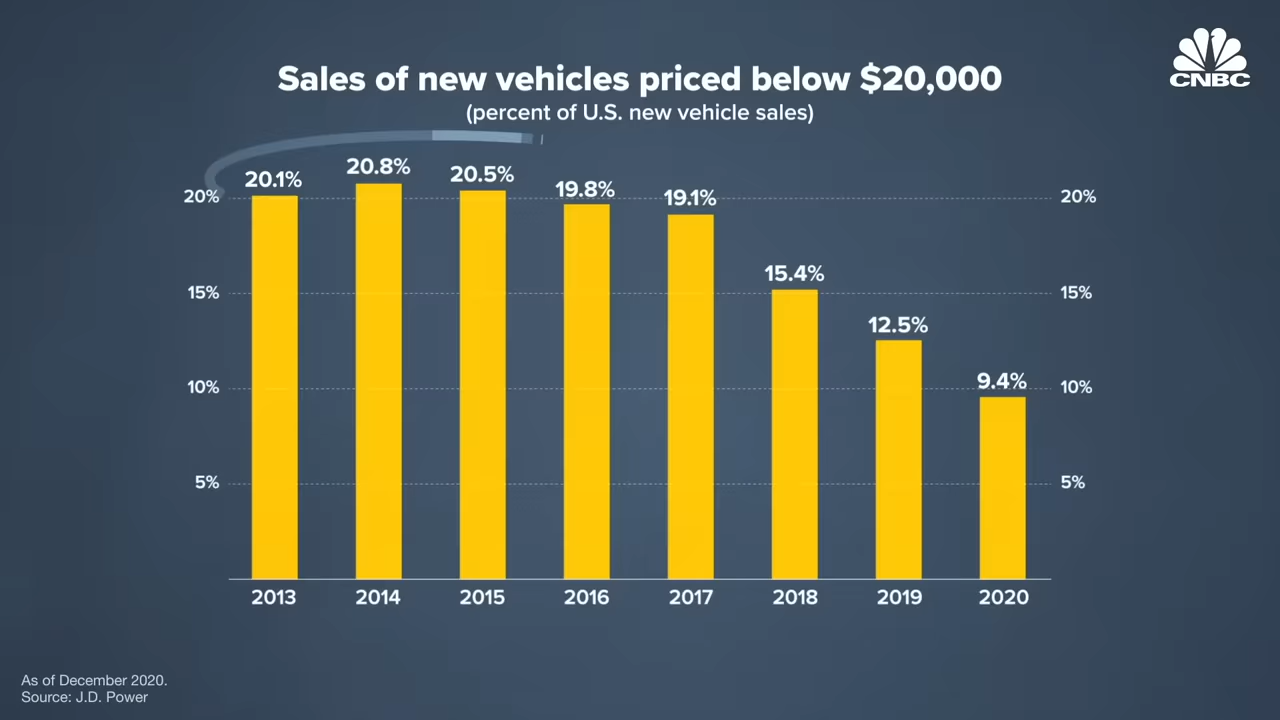 CNBC
Sales of new vehicles priced below $20,000
(percent of U.S. new vehicle sales)
20.1% 20.8% 20.5% 19.8% 19.1% 15.4% 12.5% 9.4%
20% 20%
15% 15%
10% 10%
5% 5%
2013 2014 2015 2016 2017 2018 2019 2020
As of December 2020.
Source: J.D. Power